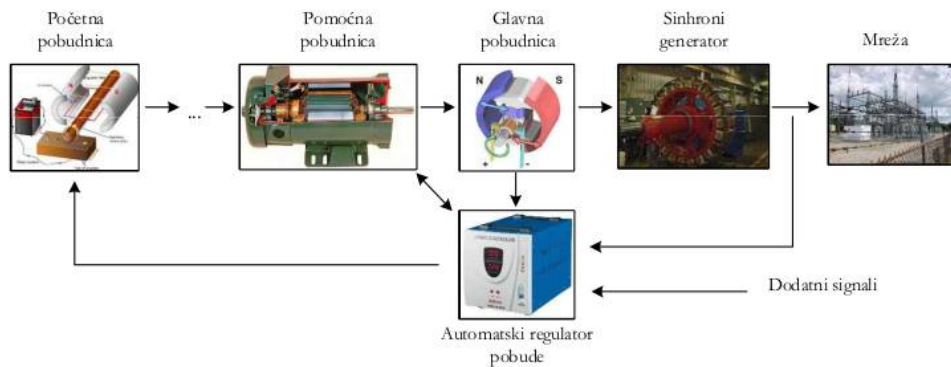 Početna
pobudnica
Pomoćna
pobudnica
Glavna
pobudnica
Sinhroni
generator
Mreža
...
N
S
+
-
Dodatni signali
Automatski regulator
pobude